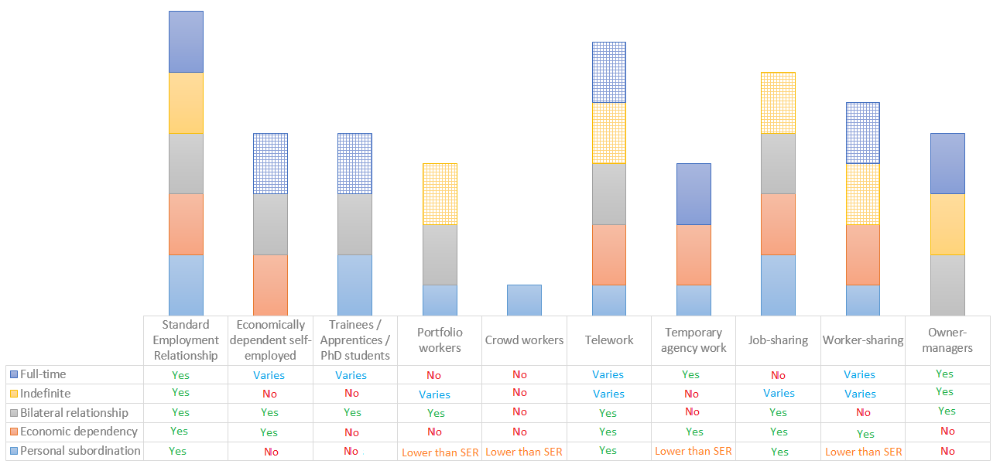 Standard Employment Relationship
Economically dependent self-employed
Trainees / Apprentices / PhD students
Portfolio workers
Crowd workers
Telework
Temporary agency work
Job-sharing
Worker-sharing
Owner-managers
Full-time Yes Varies Varies No No Varies Yes No Varies Yes
Indefinite Yes No No Varies No Varies No Varies Varies Yes
Bilateral relationship Yes Yes Yes Yes No Yes No Yes No Yes
Economic dependency Yes Yes No No No Yes Yes Yes Yes No
Personal subordination Yes No No Lower than SER Lower than SER Yes Lower than SER Yes Lower than SER No